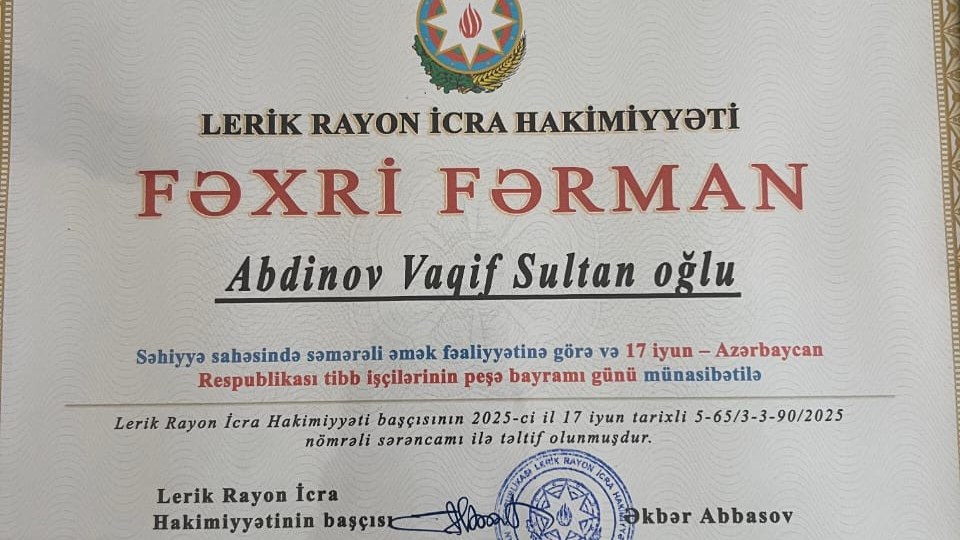 LERİK RAYON İCRA HAKİMİYYƏTİ
FƏXRİ FƏRMAN
Abdinov Vaqif Sultan oğlu
Səhiyyə sahəsində səmərəli əmək fəaliyyətinə görə və 17 iyun – Azərbaycan
Respublikası tibb işçilərinin peşə bayramı günü münasibətilə
Lerik Rayon İcra Hakimiyyəti başçısının 2025-ci il 17 iyun tarixli 5-65/3-3-90/2025
nömrəli sərəncamı ilə təltif olunmuşdur.
Lerik Rayon İcra
Hakimiyyətinin başçısı
Əkbər Abbasov
LERİK RAYON İCRA